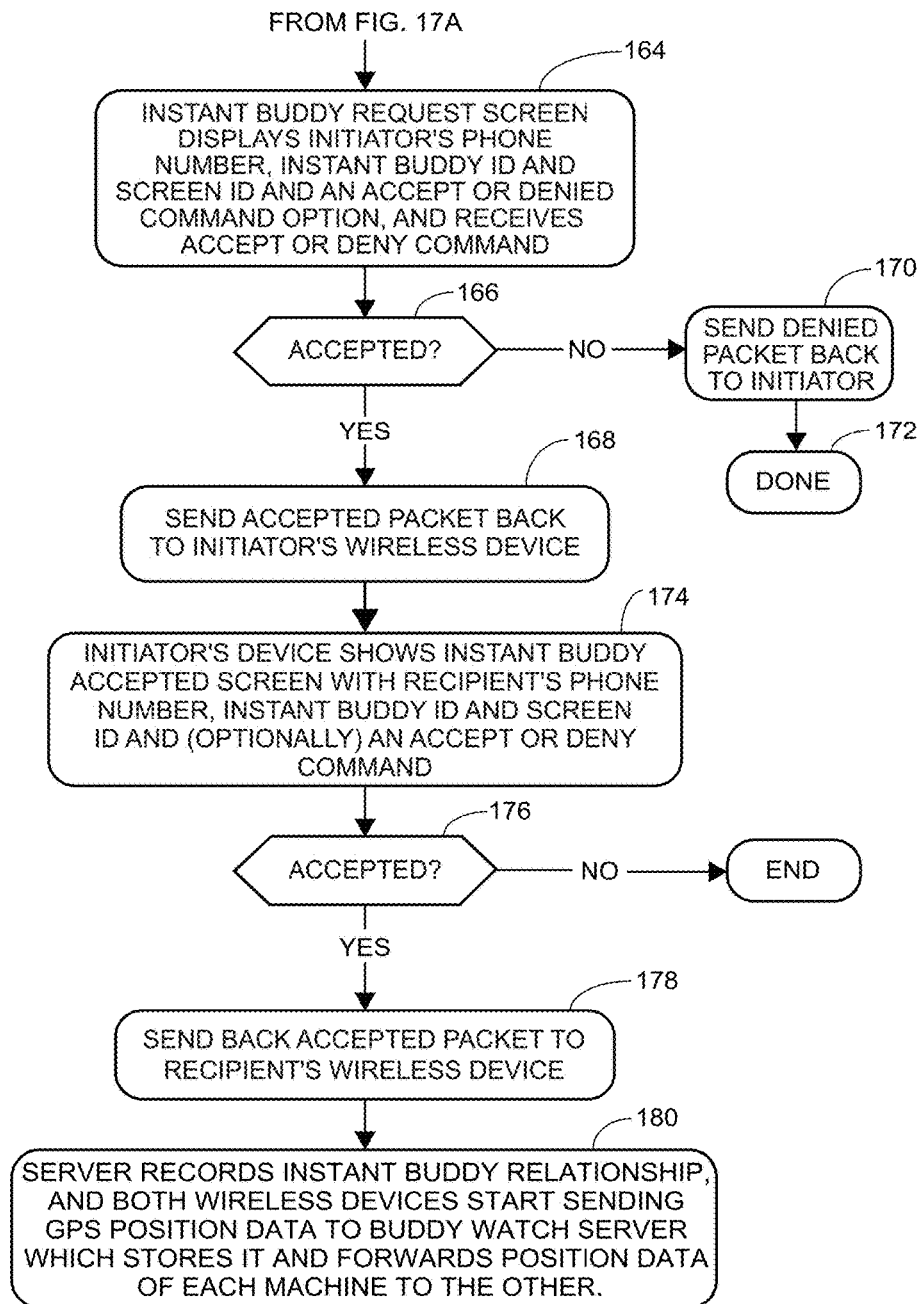 FROM FIG. 17A
164
INSTANT BUDDY REQUEST SCREEN
DISPLAYS INITIATOR'S PHONE
NUMBER, INSTANT BUDDY ID AND
SCREEN ID AND AN ACCEPT OR DENIED
COMMAND OPTION, AND RECEIVES
ACCEPT OR DENY COMMAND
166
ACCEPTED?
NO
170
SEND DENIED
PACKET BACK
TO INITIATOR
172
DONE
YES
168
SEND ACCEPTED PACKET BACK
TO INITIATOR'S WIRELESS DEVICE
174
INITIATOR'S DEVICE SHOWS INSTANT BUDDY
ACCEPTED SCREEN WITH RECIPIENT'S PHONE
NUMBER, INSTANT BUDDY ID AND SCREEN
ID AND (OPTIONALLY) AN ACCEPT OR DENY
COMMAND
176
ACCEPTED?
NO
END
YES
178
SEND BACK ACCEPTED PACKET TO
RECIPIENT'S WIRELESS DEVICE
180
SERVER RECORDS INSTANT BUDDY RELATIONSHIP,
AND BOTH WIRELESS DEVICES START SENDING
GPS POSITION DATA TO BUDDY WATCH SERVER
WHICH STORES IT AND FORWARDS POSITION DATA
OF EACH MACHINE TO THE OTHER.